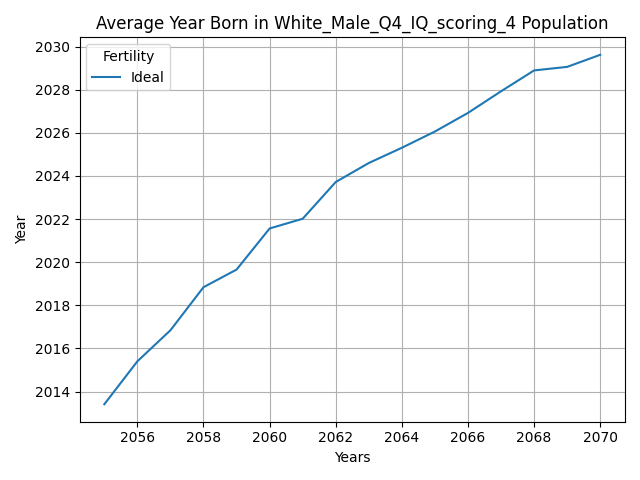 Average Year Born in White_Male_Q4_IQ_scoring_4 Population
Fertility
Ideal
Year
2030
2028
2026
2024
2022
2020
2018
2016
2014
2056 2058 2060 2062 2064 2066 2068 2070
Years